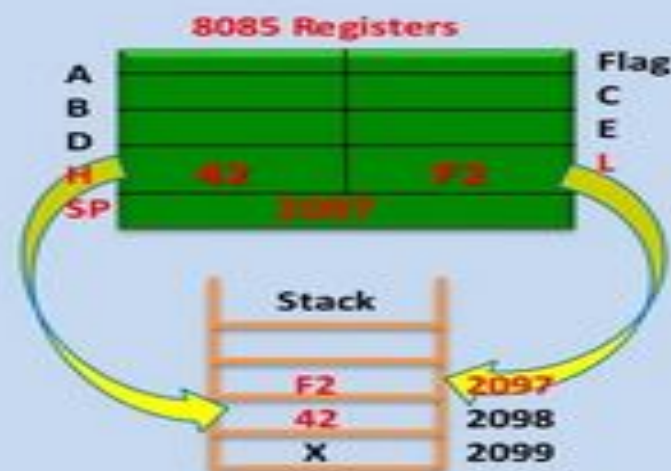 8085 Registers
A Flag
B C
D E
H 42 F2 L
SP 2097
Stack
F2 2097
42 2098
X 2099